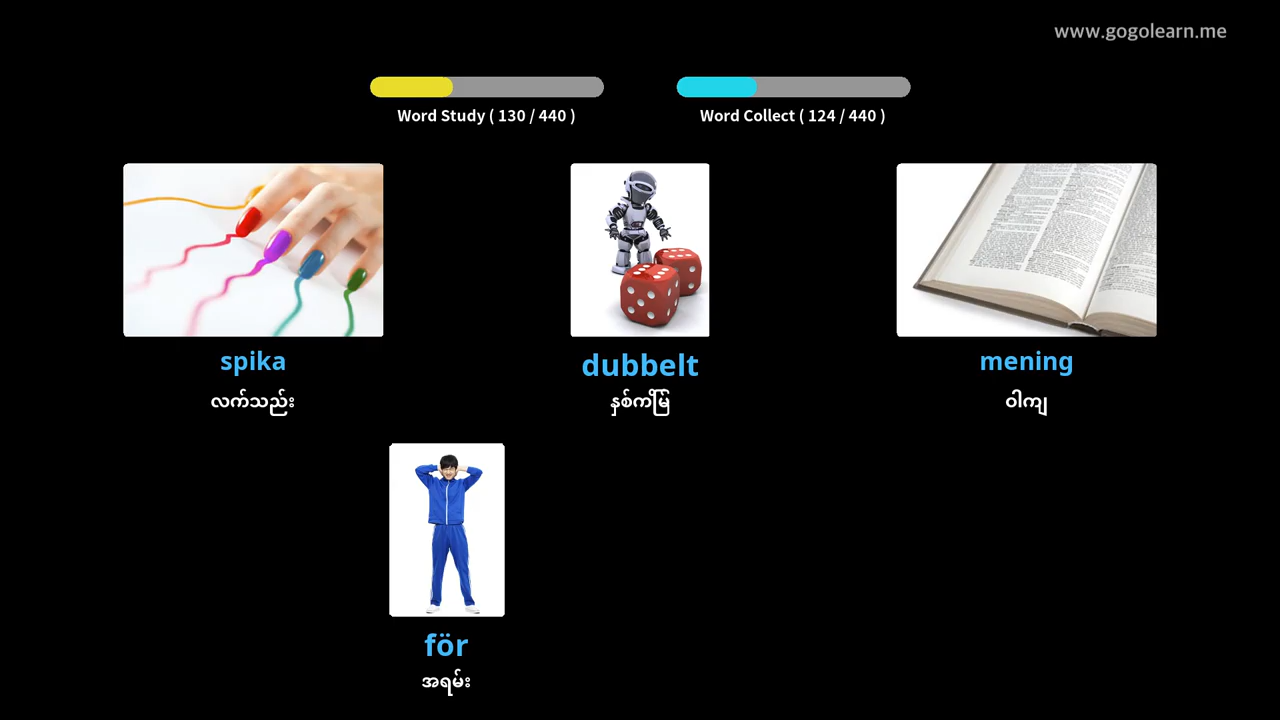 www.gogolearn.me
Word Study ( 130 / 440 )
Word Collect ( 124 / 440 )
spika
dubbelt
mening
လက်သည်း
နှစ်ကြိမ်
ဝါကျ
för
အရမ်း